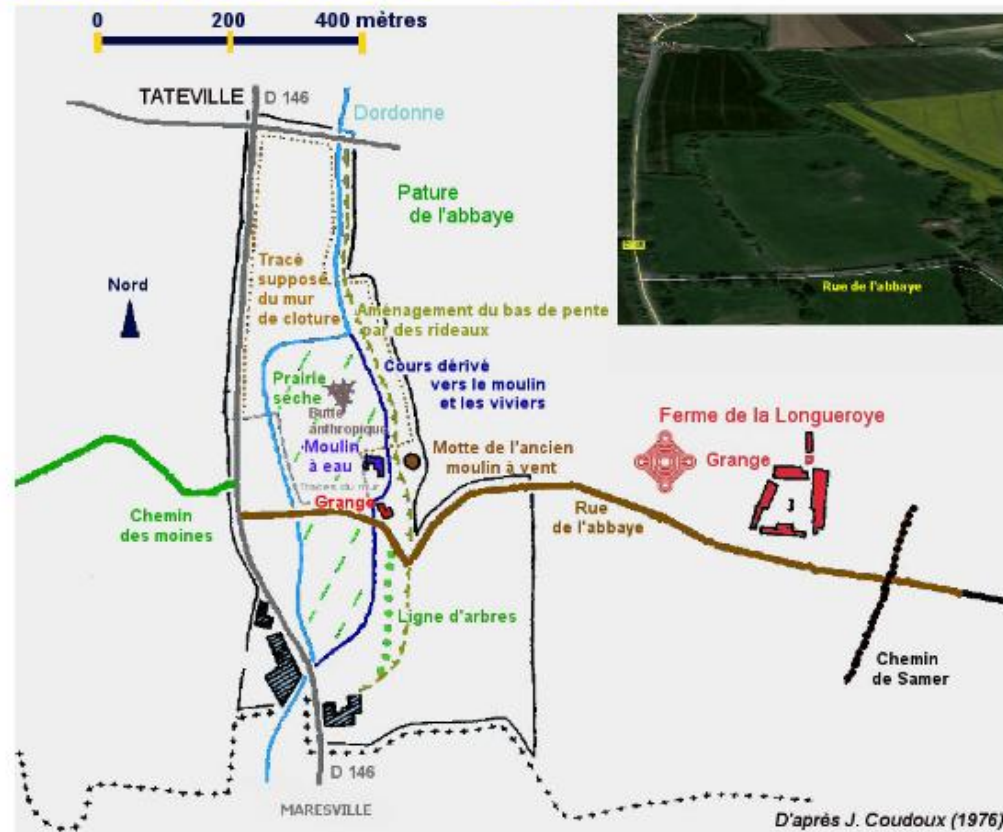 0 200 400 mètres
TATEVILLE
D 146
Dordonne
Pature
de l'abbaye
Tracé
supposé
du mur
de cloture
Nord
Aménagement du bas de pente
par des rideaux
Cours dérivé
vers le moulin
et les viviers
Prairie
sèche
Butte
anthropique
Moulin
à eau
Motte de l'ancien
moulin à vent
Traces du mur
Grange
Ferme de la Longueroye
Grange
Chemin
des moines
Rue
de l'abbaye
Ligne d'arbres
Chemin
de Samer
D 146
MARESVILLE
Rue de l'abbaye
D'après J. Coudoux (1976)